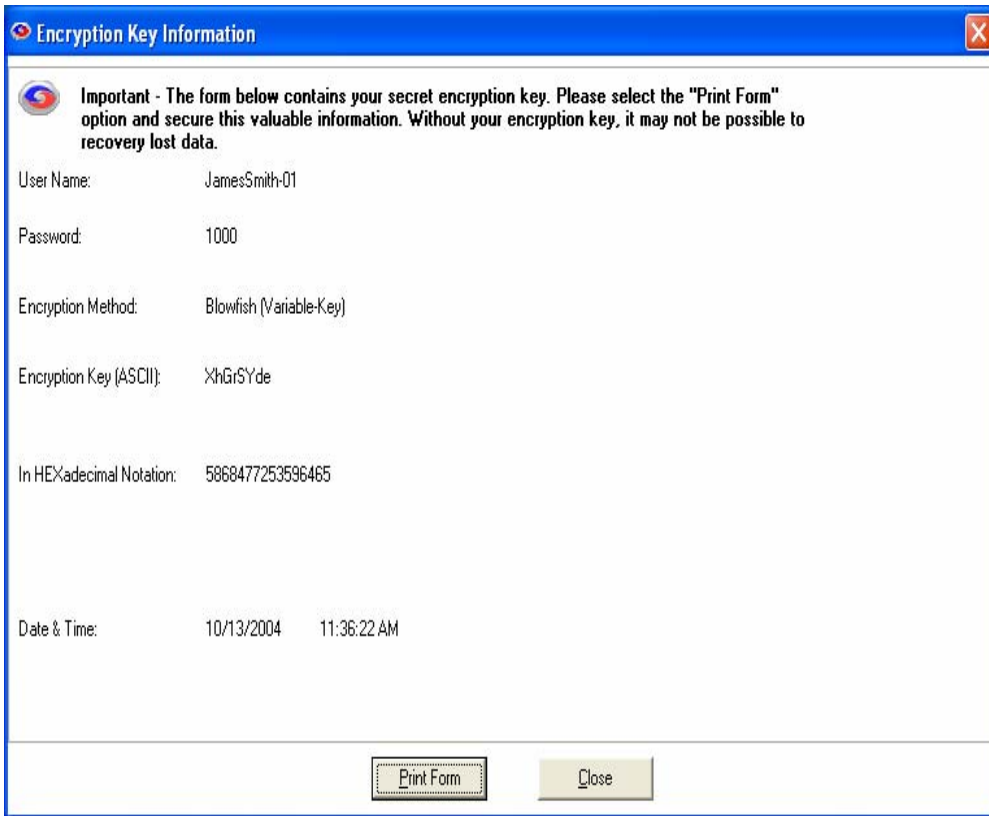 Encryption Key Information
Important - The form below contains your secret encryption key. Please select the "Print Form"
option and secure this valuable information. Without your encryption key, it may not be possible to
recovery lost data.
User Name: JamesSmith-01
Password: 1000
Encryption Method: Blowfish (Variable-Key)
Encryption Key (ASCII): XhGrSYde
In HEXadecimal Notation: 5868477253596465
Date & Time: 10/13/2004 11:36:22 AM
Print Form Close